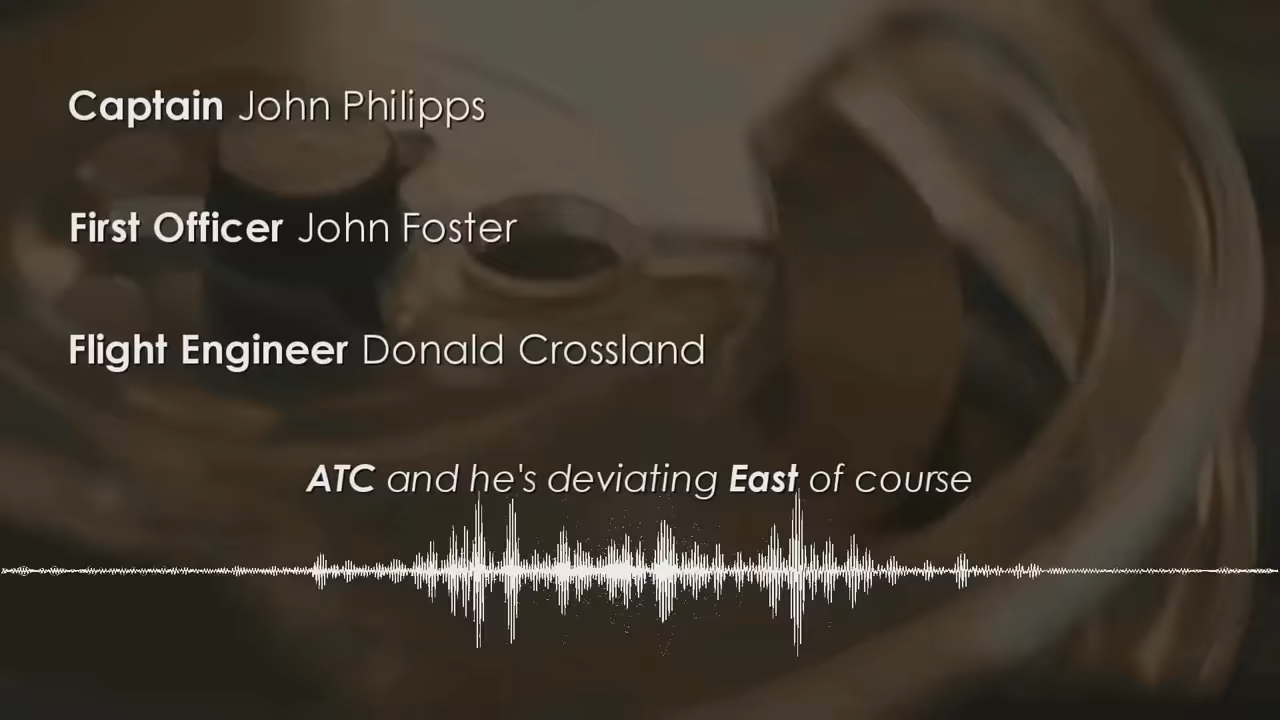 Captain John Philipps
First Officer John Foster
Flight Engineer Donald Crossland
ATC and he's deviating East of course